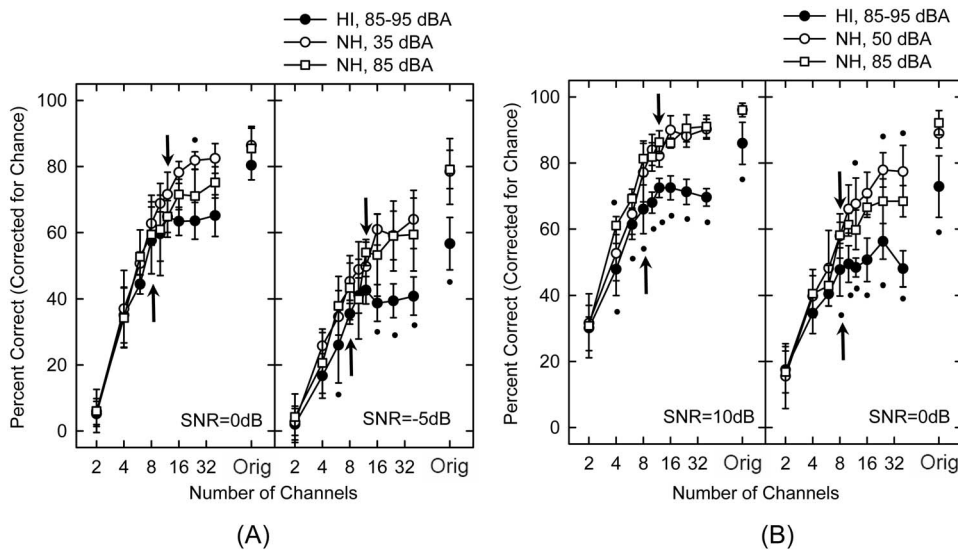 HI, 85-95 dBA
NH, 35 dBA
NH, 85 dBA
Percent Correct (Corrected for Chance)
100
80
60
40
20
0
SNR=0dB
SNR=-5dB
2 4 8 16 32 Orig 2 4 8 16 32 Orig
Number of Channels
(A)
HI, 85-95 dBA
NH, 50 dBA
NH, 85 dBA
Percent Correct (Corrected for Chance)
100
80
60
40
20
0
SNR=10dB
SNR=0dB
2 4 8 16 32 Orig 2 4 8 16 32 Orig
Number of Channels
(B)